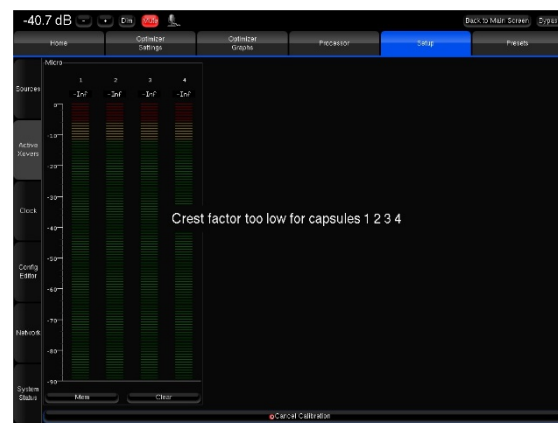 -40.7 dB - + Dim Mute
Back to Main Screen Bypass
Home
Optimizer
Settings
Optimizer
Graphs
Processor
Setup
Presets
Sources
Active
Xovers
Clock
Config
Editor
Network
System
Status
Micro
1 2 3 4
-Inf -Inf -Inf -Inf
0
-10
-20
-30
-40
-50
-60
-70
-80
-90
Crest factor too low for capsules 1 2 3 4
Mem Clear
Cancel Calibration